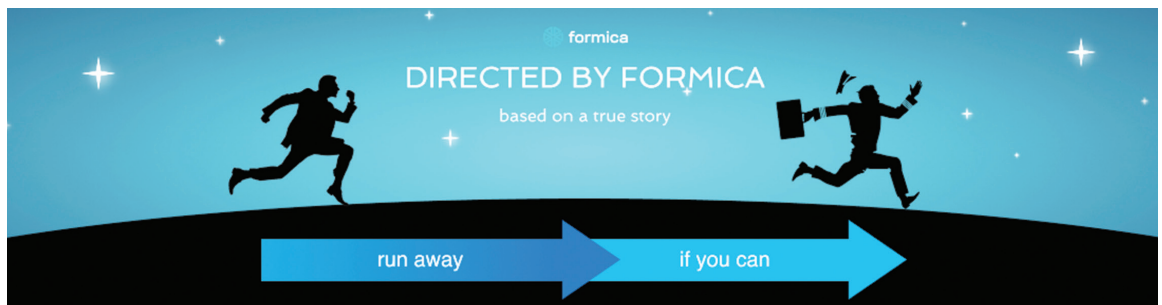 formica
DIRECTED BY FORMICA
based on a true story
run away
if you can